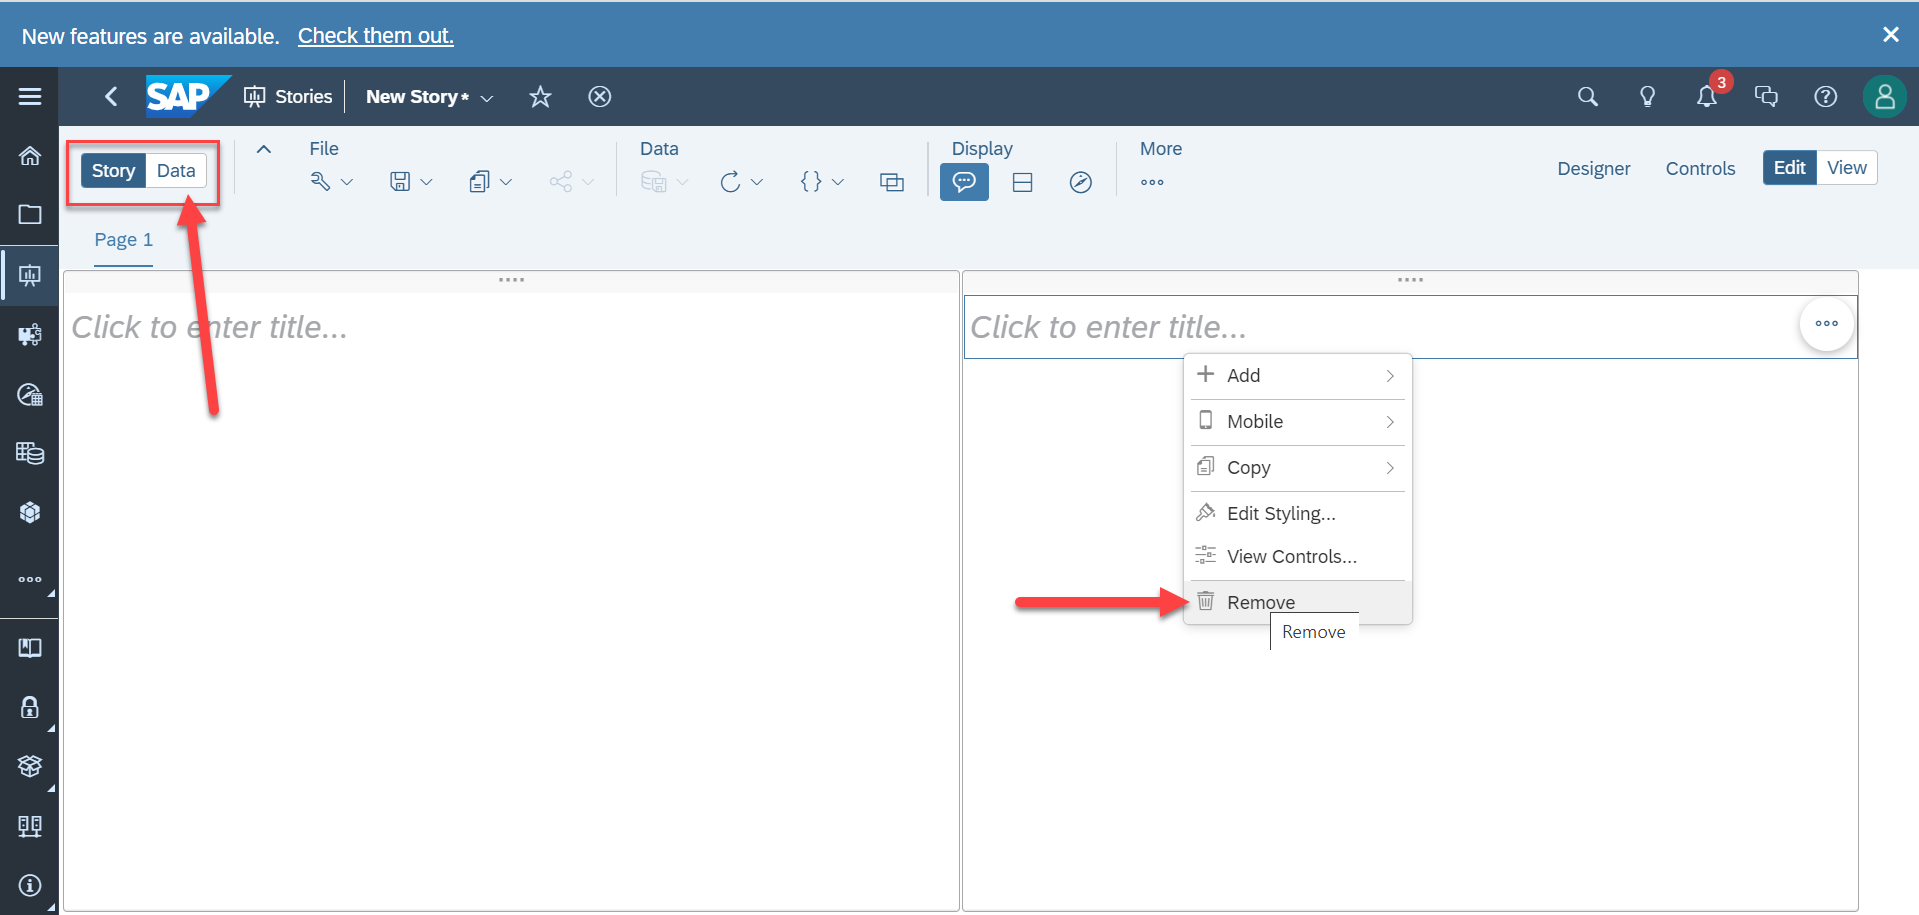 New features are available. Check them out.
SAP Stories New Story* 3
Story Data
File
Data
Display
More
Designer Controls Edit View
Page 1
Click to enter title...
Click to enter title...
Add
Mobile
Copy
Edit Styling...
View Controls...
Remove
Remove